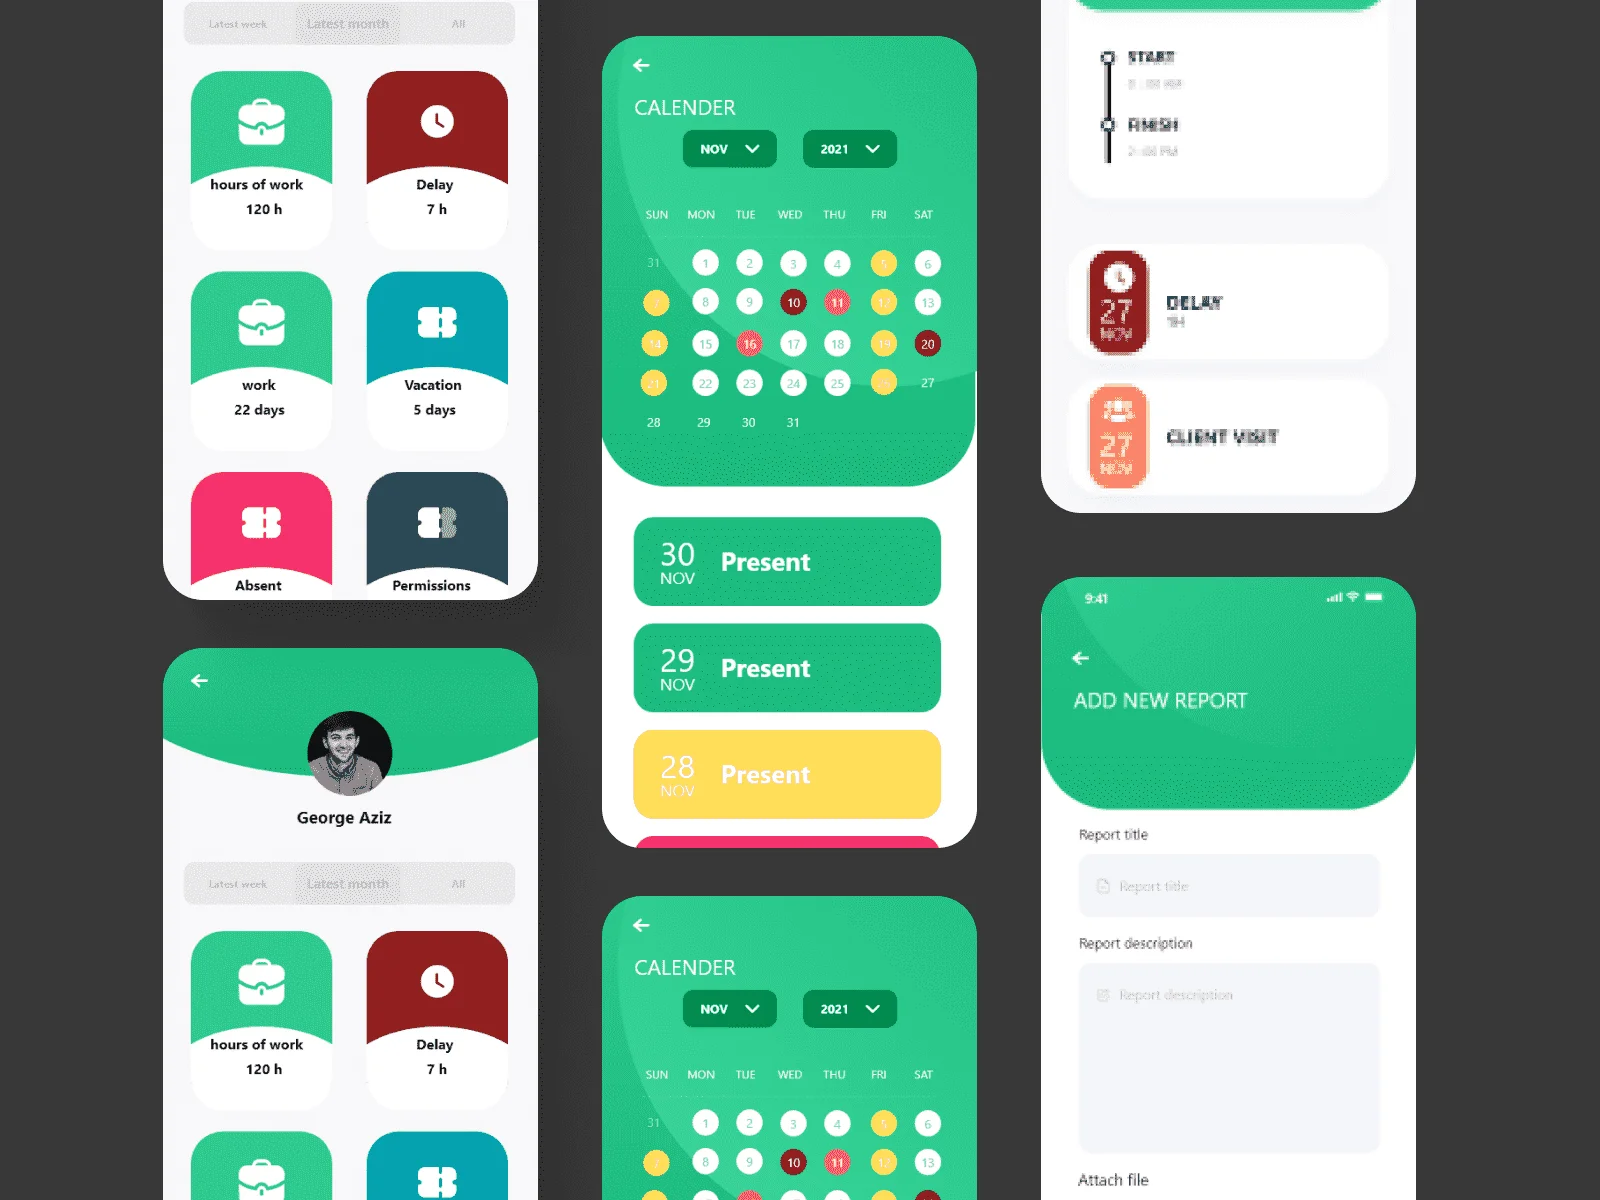 Latest week Latest month All
hours of work
120 h
Delay
7 h
work
22 days
Vacation
5 days
Absent
Permissions
George Aziz
Latest week Latest month All
hours of work
120 h
Delay
7 h
CALENDER
NOV 2021
SUN MON TUE WED THU FRI SAT
31 1 2 3 4 5 6
7 8 9 10 11 12 13
14 15 16 17 18 19 20
21 22 23 24 25 26 27
28 29 30 31
30
NOV
Present
29
NOV
Present
28
NOV
Present
CALENDER
NOV 2021
SUN MON TUE WED THU FRI SAT
31 1 2 3 4 5 6
7 8 9 10 11 12 13
START
FINISH
27
NOV
DELAY
27
NOV
CLIENT VISIT
9:41
ADD NEW REPORT
Report title
Report title
Report description
Report description
Attach file